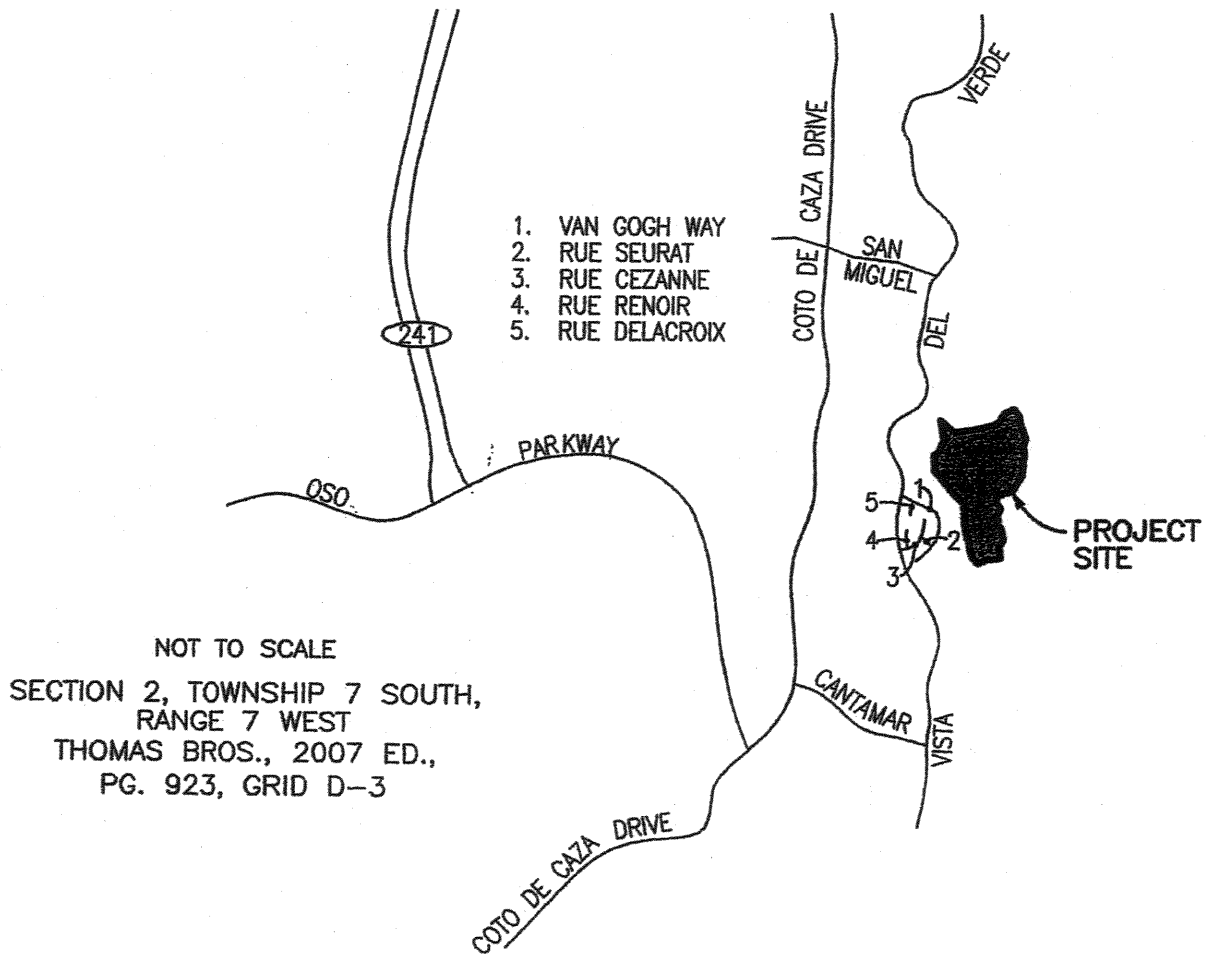 VERDE
COTO DE CAZA DRIVE
1. VAN GOGH WAY
2. RUE SEURAT
3. RUE CEZANNE
4. RUE RENOIR
5. RUE DELACROIX
SAN
MIGUEL
DEL
241
PARKWAY
OSO
1
5
4
2
3
PROJECT
SITE
NOT TO SCALE
SECTION 2, TOWNSHIP 7 SOUTH,
RANGE 7 WEST
THOMAS BROS., 2007 ED.,
PG. 923, GRID D-3
CANTAMAR
VISTA
COTO DE CAZA DRIVE